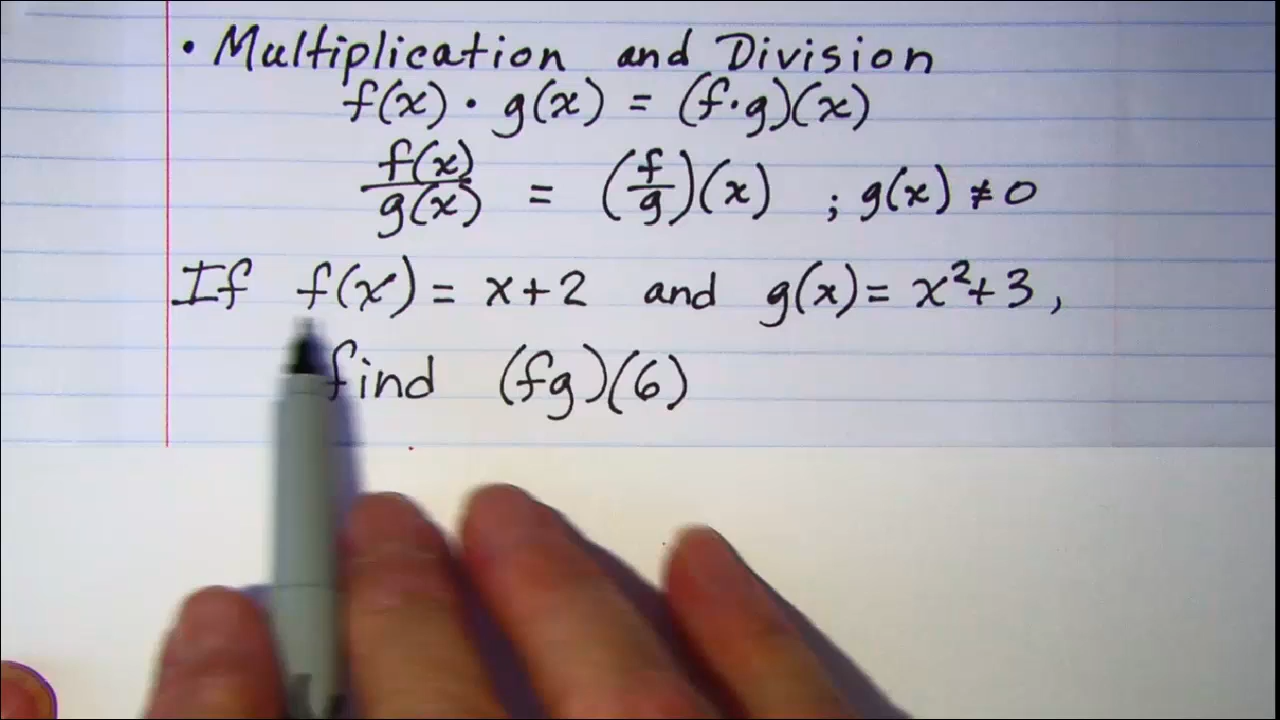 • Multiplication and Division
f(x) · g(x) = (f·g)(x)
f(x)/g(x) = (f/g)(x) ; g(x) ≠ 0
If f(x) = x+2 and g(x) = x²+3,
find (fg)(6)